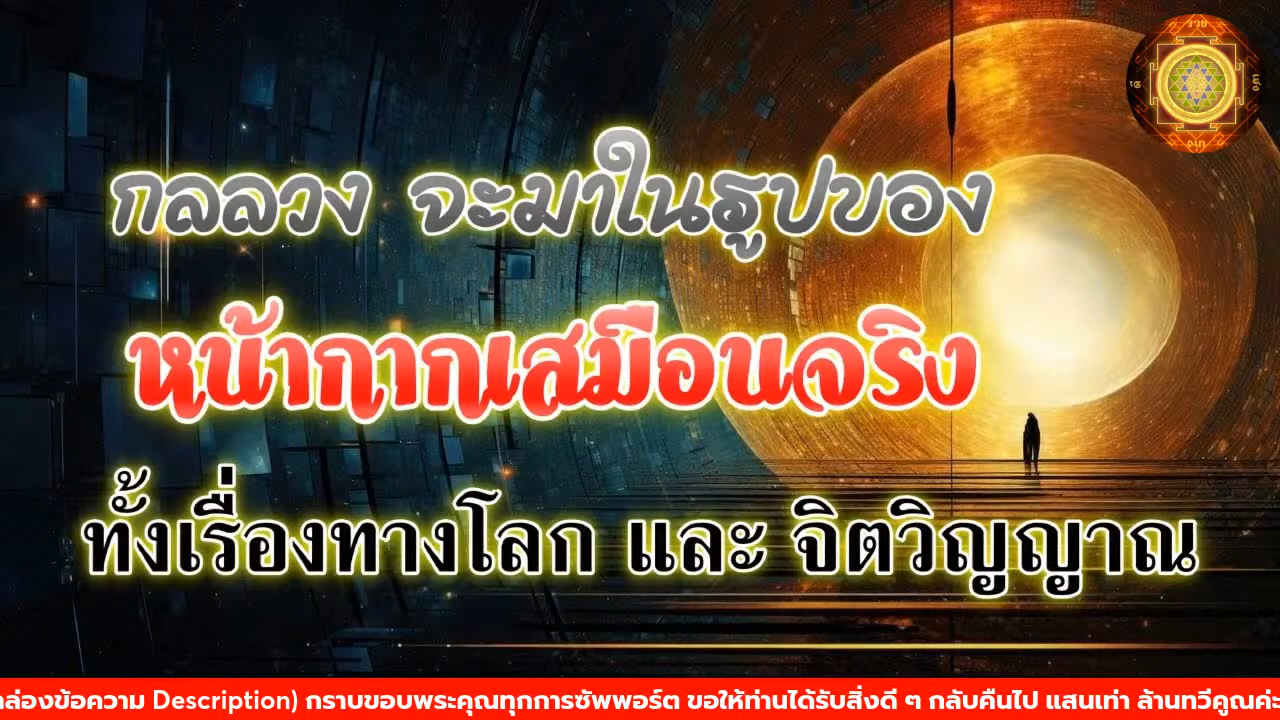 กลลวง จะมาในรูปของ
หน้ากากเสมือนจริง
ทั้งเรื่องทางโลก และ จิตวิญญาณ
กล่องข้อความ Description) กราบขอบพระคุณทุกการซัพพอร์ต ขอให้ท่านได้รับสิ่งดี ๆ กลับคืนไป แสนเท่า ล้านทวีคูณค่ะ
รวย